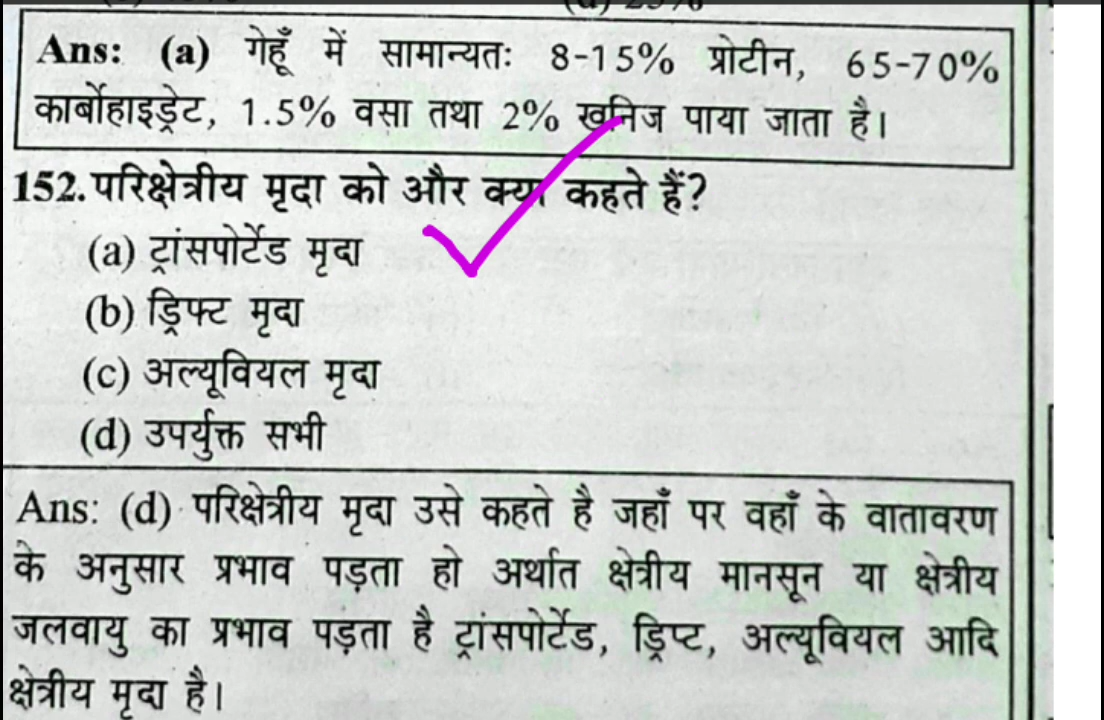 Ans: (a) गेहूँ में सामान्यतः 8-15% प्रोटीन, 65-70%
कार्बोहाइड्रेट, 1.5% वसा तथा 2% खनिज पाया जाता है।
152. परिक्षेत्रीय मृदा को और क्या कहते हैं?
(a) ट्रांसपोर्टेड मृदा
(b) ड्रिफ्ट मृदा
(c) अल्यूवियल मृदा
(d) उपर्युक्त सभी
Ans: (d) परिक्षेत्रीय मृदा उसे कहते है जहाँ पर वहाँ के वातावरण
के अनुसार प्रभाव पड़ता हो अर्थात क्षेत्रीय मानसून या क्षेत्रीय
जलवायु का प्रभाव पड़ता है ट्रांसपोर्टेड, ड्रिप्ट, अल्यूवियल आदि
क्षेत्रीय मृदा है।